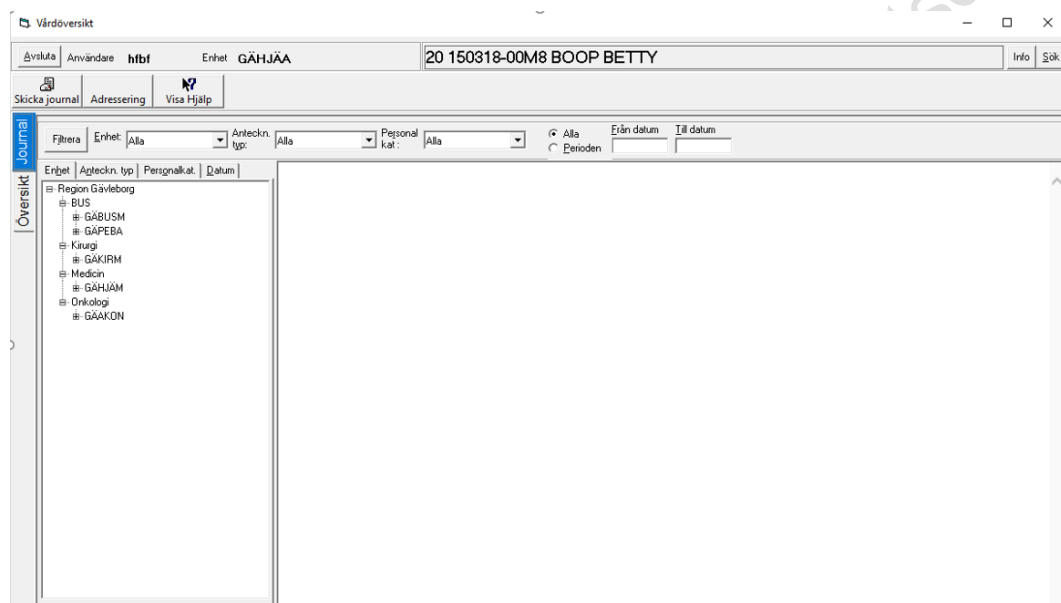 Vårdöversikt
Avsluta Användare hfbf Enhet GÄHJÄA 20 150318-00M8 BOOP BETTY Info Sök
Skicka journal Adressering Visa Hjälp
Journal
Översikt
Filtrera Enhet: Alla Anteckn. typ: Alla Personal kat: Alla Alla Perioden Från datum Till datum
Enhet Anteckn. typ Personalkat. Datum
Region Gävleborg
BUS
GÄBUSM
GÄPEBA
Kirurgi
GÄKIRM
Medicin
GÄHJÄM
Onkologi
GÄAKON